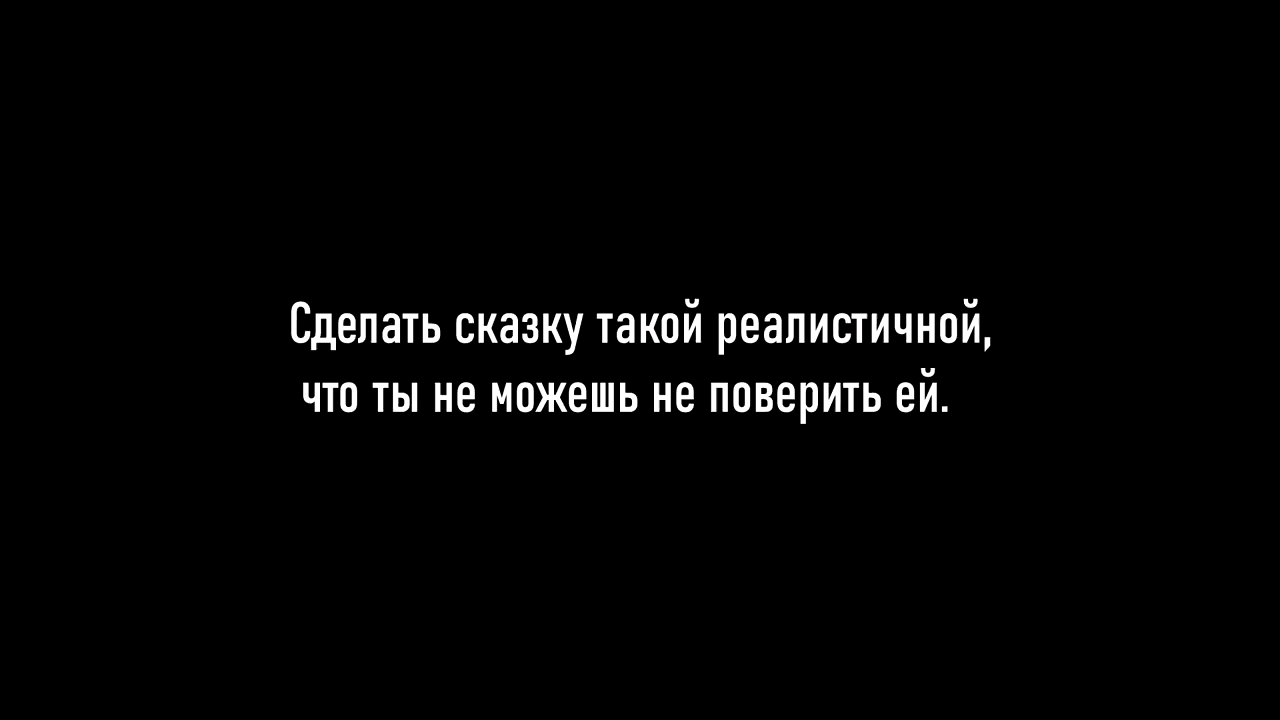 Сделать сказку такой реалистичной,
что ты не можешь не поверить ей.